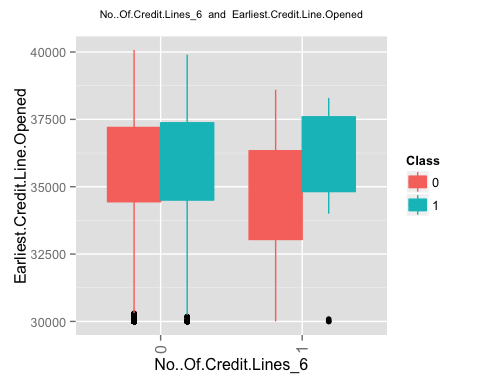 No..Of.Credit.Lines_6 and Earliest.Credit.Line.Opened
40000
37500
35000
32500
30000
Earliest.Credit.Line.Opened
0
1
No..Of.Credit.Lines_6
Class
0
1